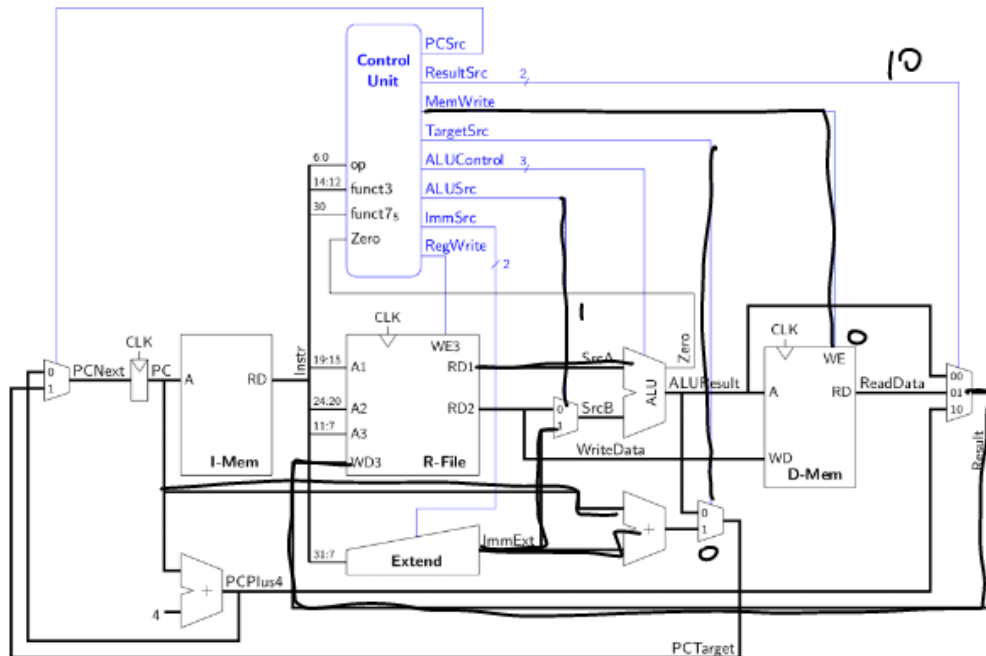 PCSrc
Control
Unit
ResultSrc 2
10
MemWrite
TargetSrc
6:0 op
ALUControl 3
14:12 funct3
ALUSrc
30 funct7₅
ImmSrc
Zero
RegWrite
2
CLK
CLK
CLK
1
Zero
0
WE3
WE
0
1
PCNext
PC
A
RD
Instr
19:15
A1
RD1
SrcA
ALU
ALUResult
A
RD
ReadData
00
01
10
24:20
A2
RD2
0
1
SrcB
11:7
A3
WD3
I-Mem
R-File
WriteData
WD
D-Mem
Result
ImmExt
+
0
1
0
31:7
Extend
PCPlus4
+
4
PCTarget